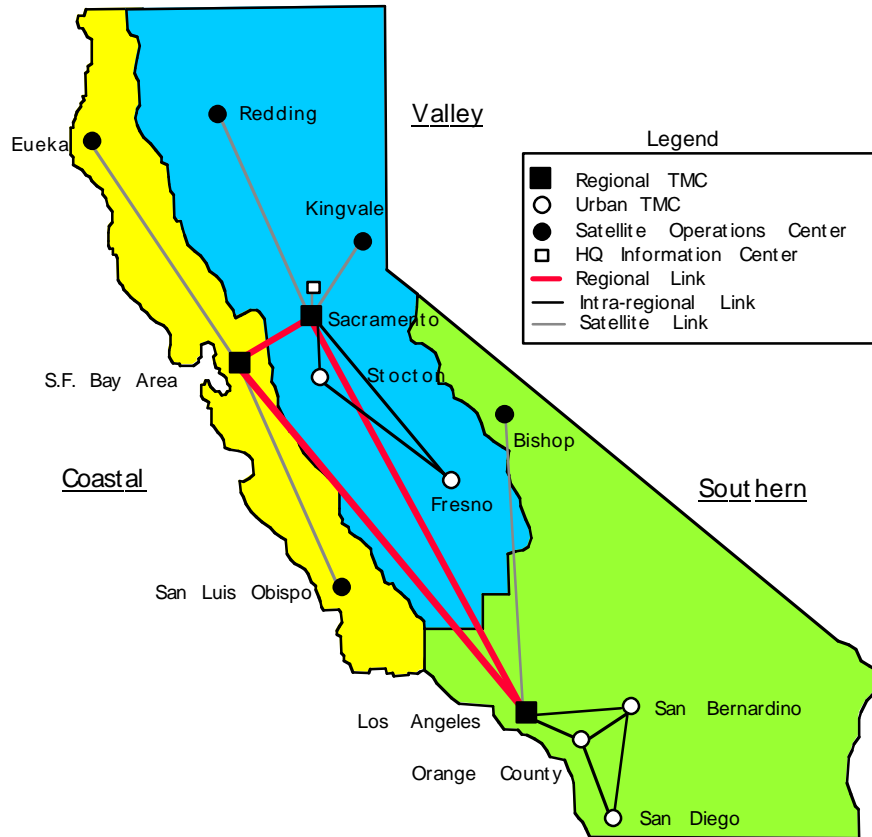 Redding
Valley
Eueka
Legend
Regional TMC
Urban TMC
Satellite Operations Center
HQ Information Center
Regional Link
Intra-regional Link
Satellite Link
Kingvale
Sacramento
S.F. Bay Area
Stocton
Bishop
Coastal
Fresno
Southern
San Luis Obispo
Los Angeles
San Bernardino
Orange County
San Diego